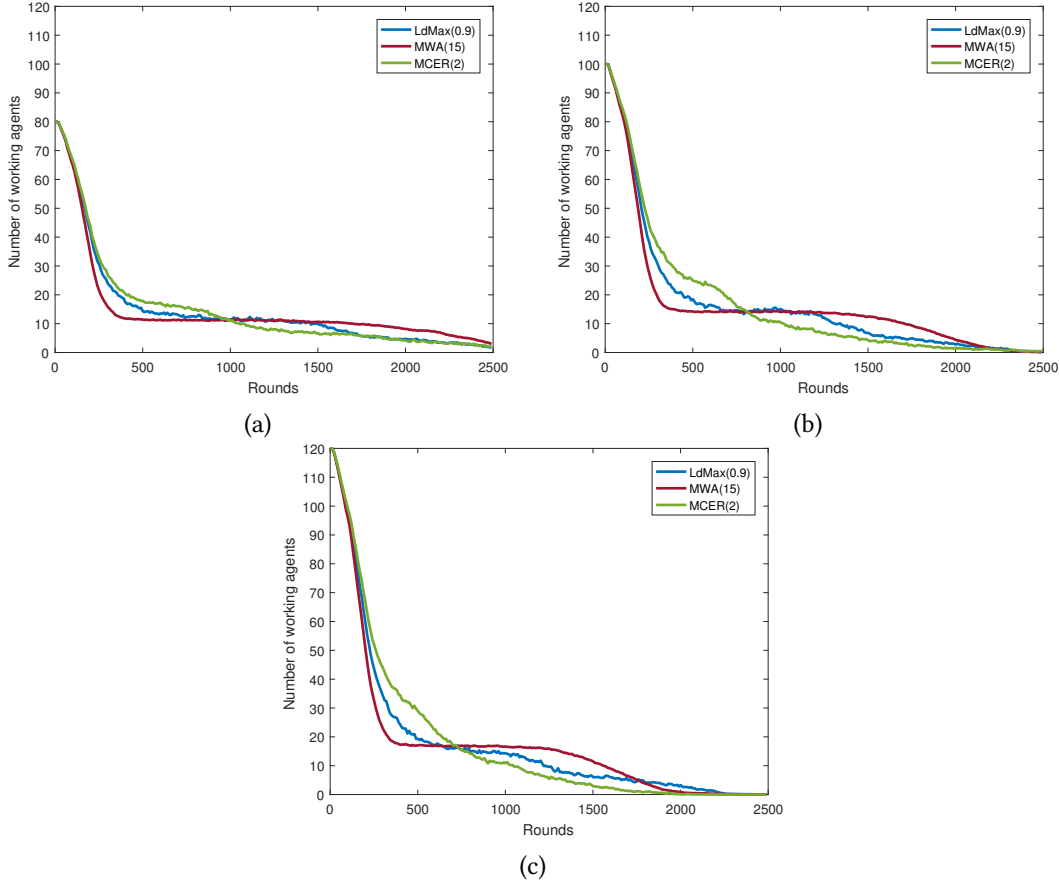 120
110
100
90
80
70
60
50
40
30
20
10
0
Number of working agents
0 500 1000 1500 2000 2500
Rounds
LdMax(0.9)
MWA(15)
MCER(2)
(a)
120
110
100
90
80
70
60
50
40
30
20
10
0
Number of working agents
0 500 1000 1500 2000 2500
Rounds
LdMax(0.9)
MWA(15)
MCER(2)
(b)
120
110
100
90
80
70
60
50
40
30
20
10
0
Number of working agents
0 500 1000 1500 2000 2500
Rounds
LdMax(0.9)
MWA(15)
MCER(2)
(c)